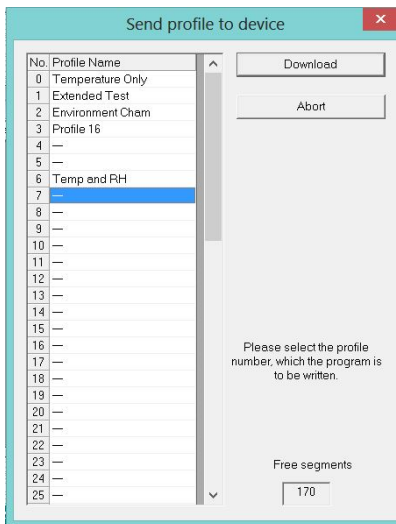 Send profile to device
x
No. Profile Name
0 Temperature Only
1 Extended Test
2 Environment Cham
3 Profile 16
4 —
5 —
6 Temp and RH
7 —
8 —
9 —
10 —
11 —
12 —
13 —
14 —
15 —
16 —
17 —
18 —
19 —
20 —
21 —
22 —
23 —
24 —
25 —
Download
Abort
Please select the profile
number, which the program is
to be written.
Free segments
170